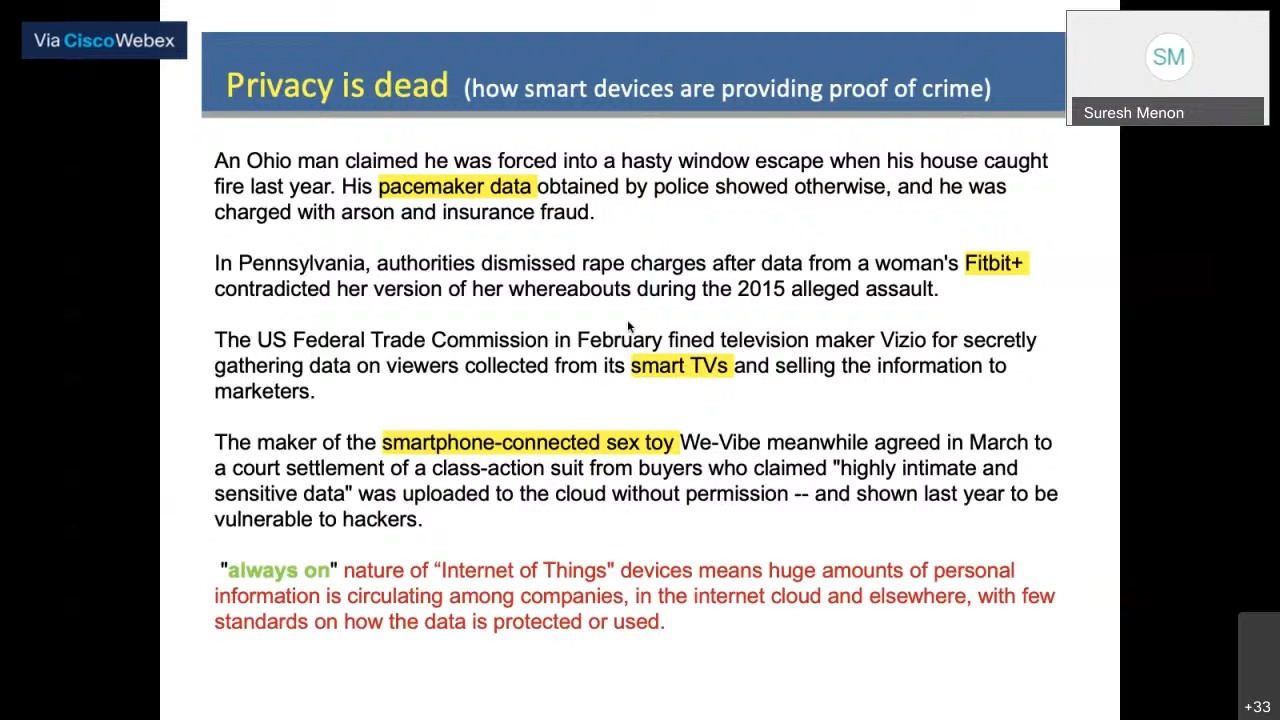 Via CiscoWebex
SM
Suresh Menon
Privacy is dead (how smart devices are providing proof of crime)
An Ohio man claimed he was forced into a hasty window escape when his house caught
fire last year. His pacemaker data obtained by police showed otherwise, and he was
charged with arson and insurance fraud.
In Pennsylvania, authorities dismissed rape charges after data from a woman's Fitbit+
contradicted her version of her whereabouts during the 2015 alleged assault.
The US Federal Trade Commission in February fined television maker Vizio for secretly
gathering data on viewers collected from its smart TVs and selling the information to
marketers.
The maker of the smartphone-connected sex toy We-Vibe meanwhile agreed in March to
a court settlement of a class-action suit from buyers who claimed "highly intimate and
sensitive data" was uploaded to the cloud without permission -- and shown last year to be
vulnerable to hackers.
"always on" nature of “Internet of Things" devices means huge amounts of personal
information is circulating among companies, in the internet cloud and elsewhere, with few
standards on how the data is protected or used.
+33